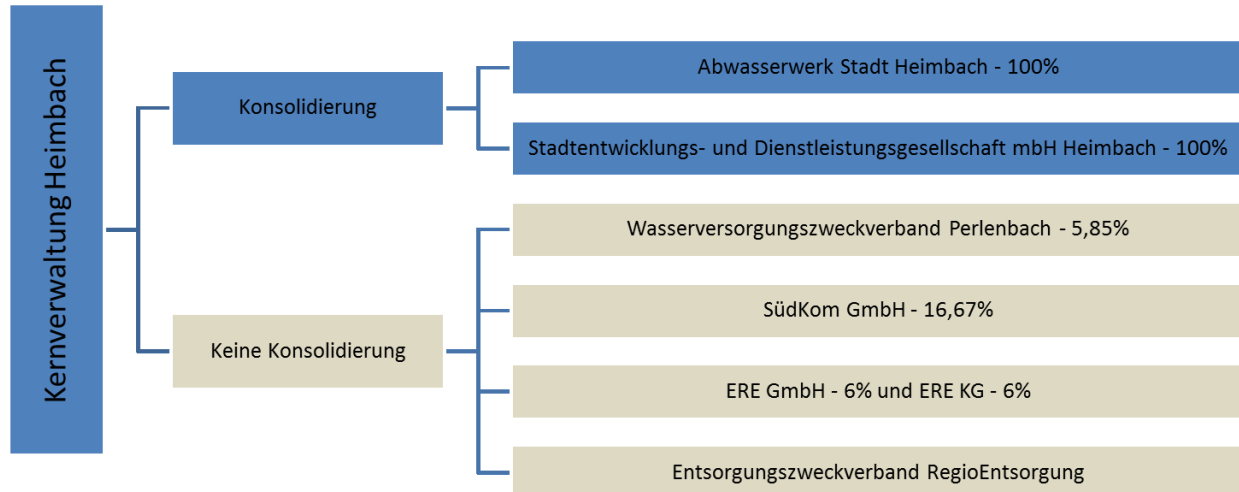 Kernverwaltung Heimbach
Konsolidierung
Abwasserwerk Stadt Heimbach - 100%
Stadtentwicklungs- und Dienstleistungsgesellschaft mbH Heimbach - 100%
Keine Konsolidierung
Wasserversorgungszweckverband Perlenbach - 5,85%
SüdKom GmbH - 16,67%
ERE GmbH - 6% und ERE KG - 6%
Entsorgungszweckverband RegioEntsorgung